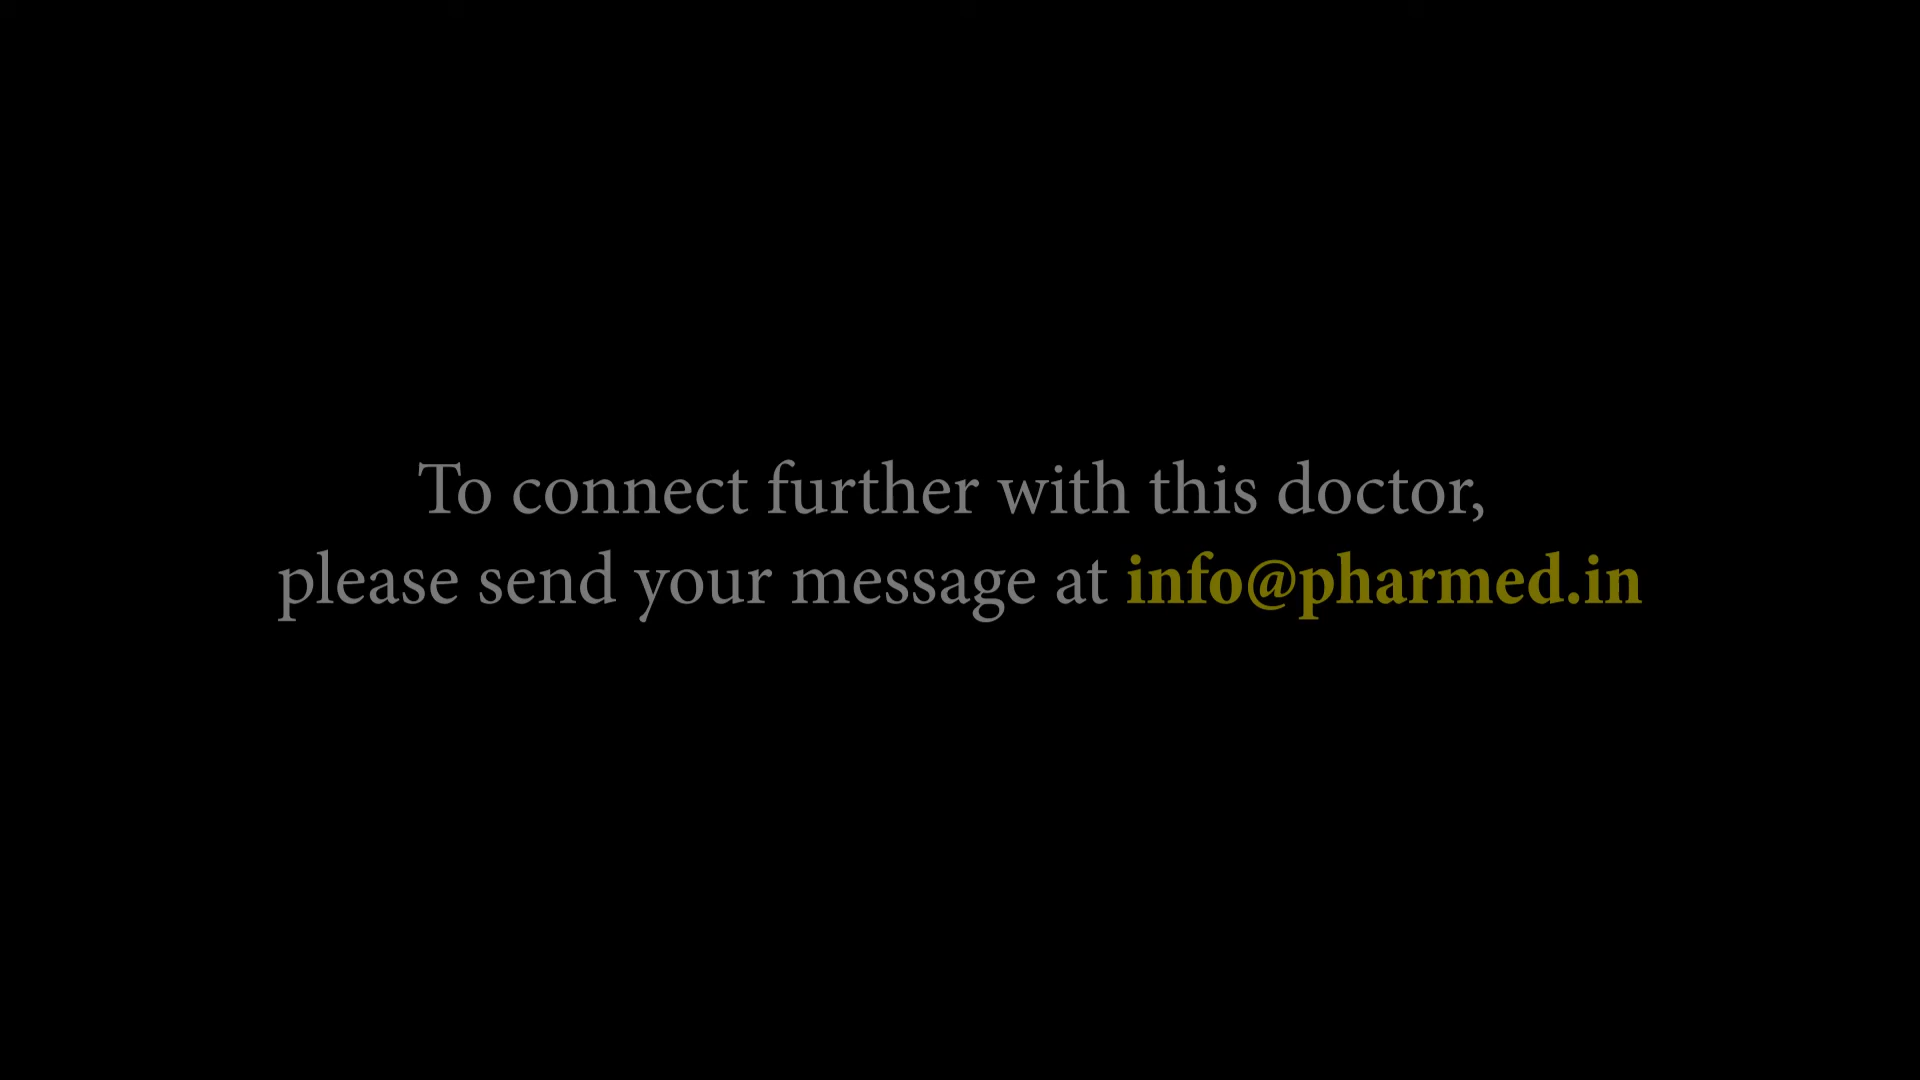 To connect further with this doctor,
please send your message at info@pharmed.in